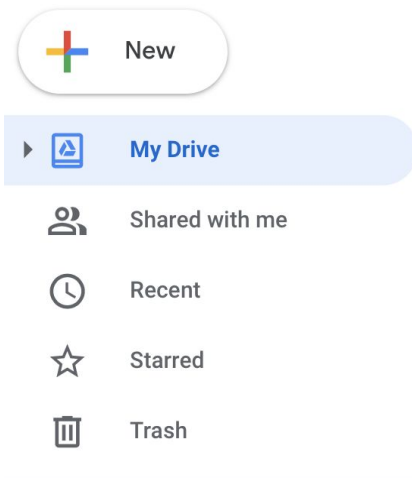 New
My Drive
Shared with me
Recent
Starred
Trash